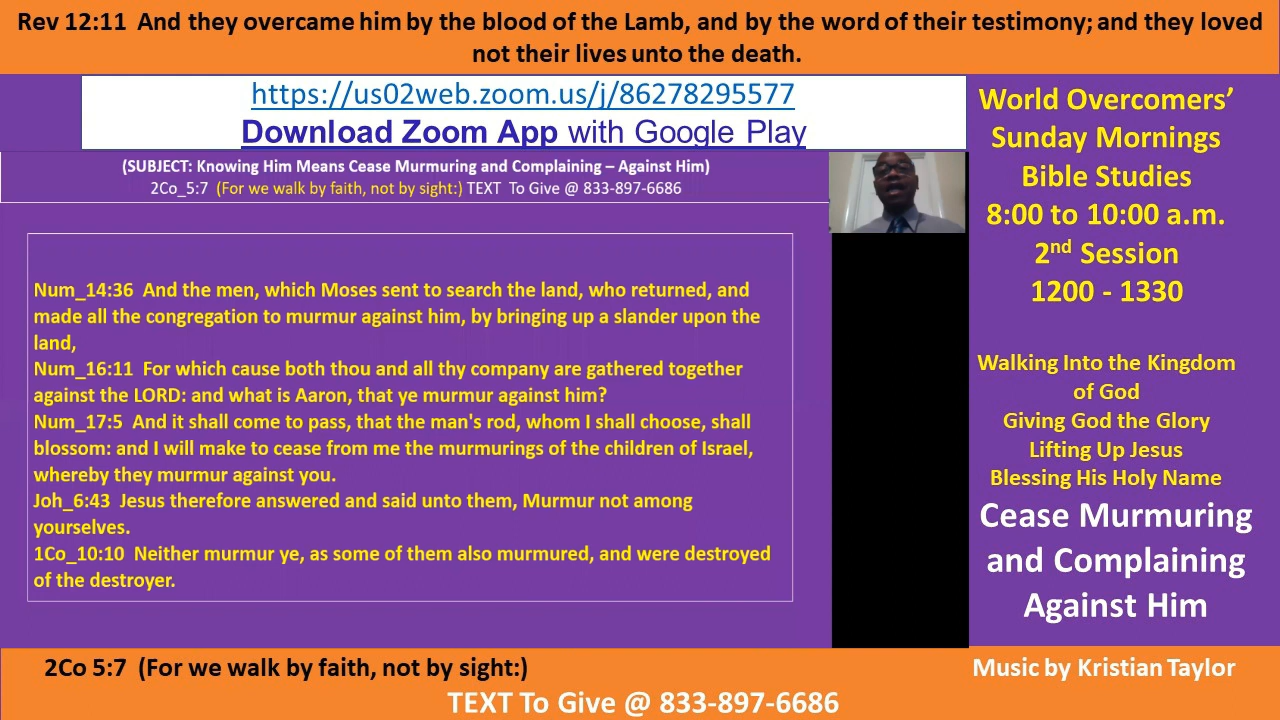 Rev 12:11  And they overcame him by the blood of the Lamb, and by the word of their testimony; and they loved
not their lives unto the death.
https://us02web.zoom.us/j/86278295577
Download Zoom App with Google Play
(SUBJECT: Knowing Him Means Cease Murmuring and Complaining – Against Him)
2Co_5:7  (For we walk by faith, not by sight:) TEXT  To Give @ 833-897-6686
Num_14:36  And the men, which Moses sent to search the land, who returned, and
made all the congregation to murmur against him, by bringing up a slander upon the
land,
Num_16:11  For which cause both thou and all thy company are gathered together
against the LORD: and what is Aaron, that ye murmur against him?
Num_17:5  And it shall come to pass, that the man's rod, whom I shall choose, shall
blossom: and I will make to cease from me the murmurings of the children of Israel,
whereby they murmur against you.
Joh_6:43  Jesus therefore answered and said unto them, Murmur not among
yourselves.
1Co_10:10  Neither murmur ye, as some of them also murmured, and were destroyed
of the destroyer.
World Overcomers’
Sunday Mornings
Bible Studies
8:00 to 10:00 a.m.
2nd Session
1200 - 1330
Walking Into the Kingdom
of God
Giving God the Glory
Lifting Up Jesus
Blessing His Holy Name
Cease Murmuring
and Complaining
Against Him
2Co 5:7  (For we walk by faith, not by sight:)
Music by Kristian Taylor
TEXT To Give @ 833-897-6686